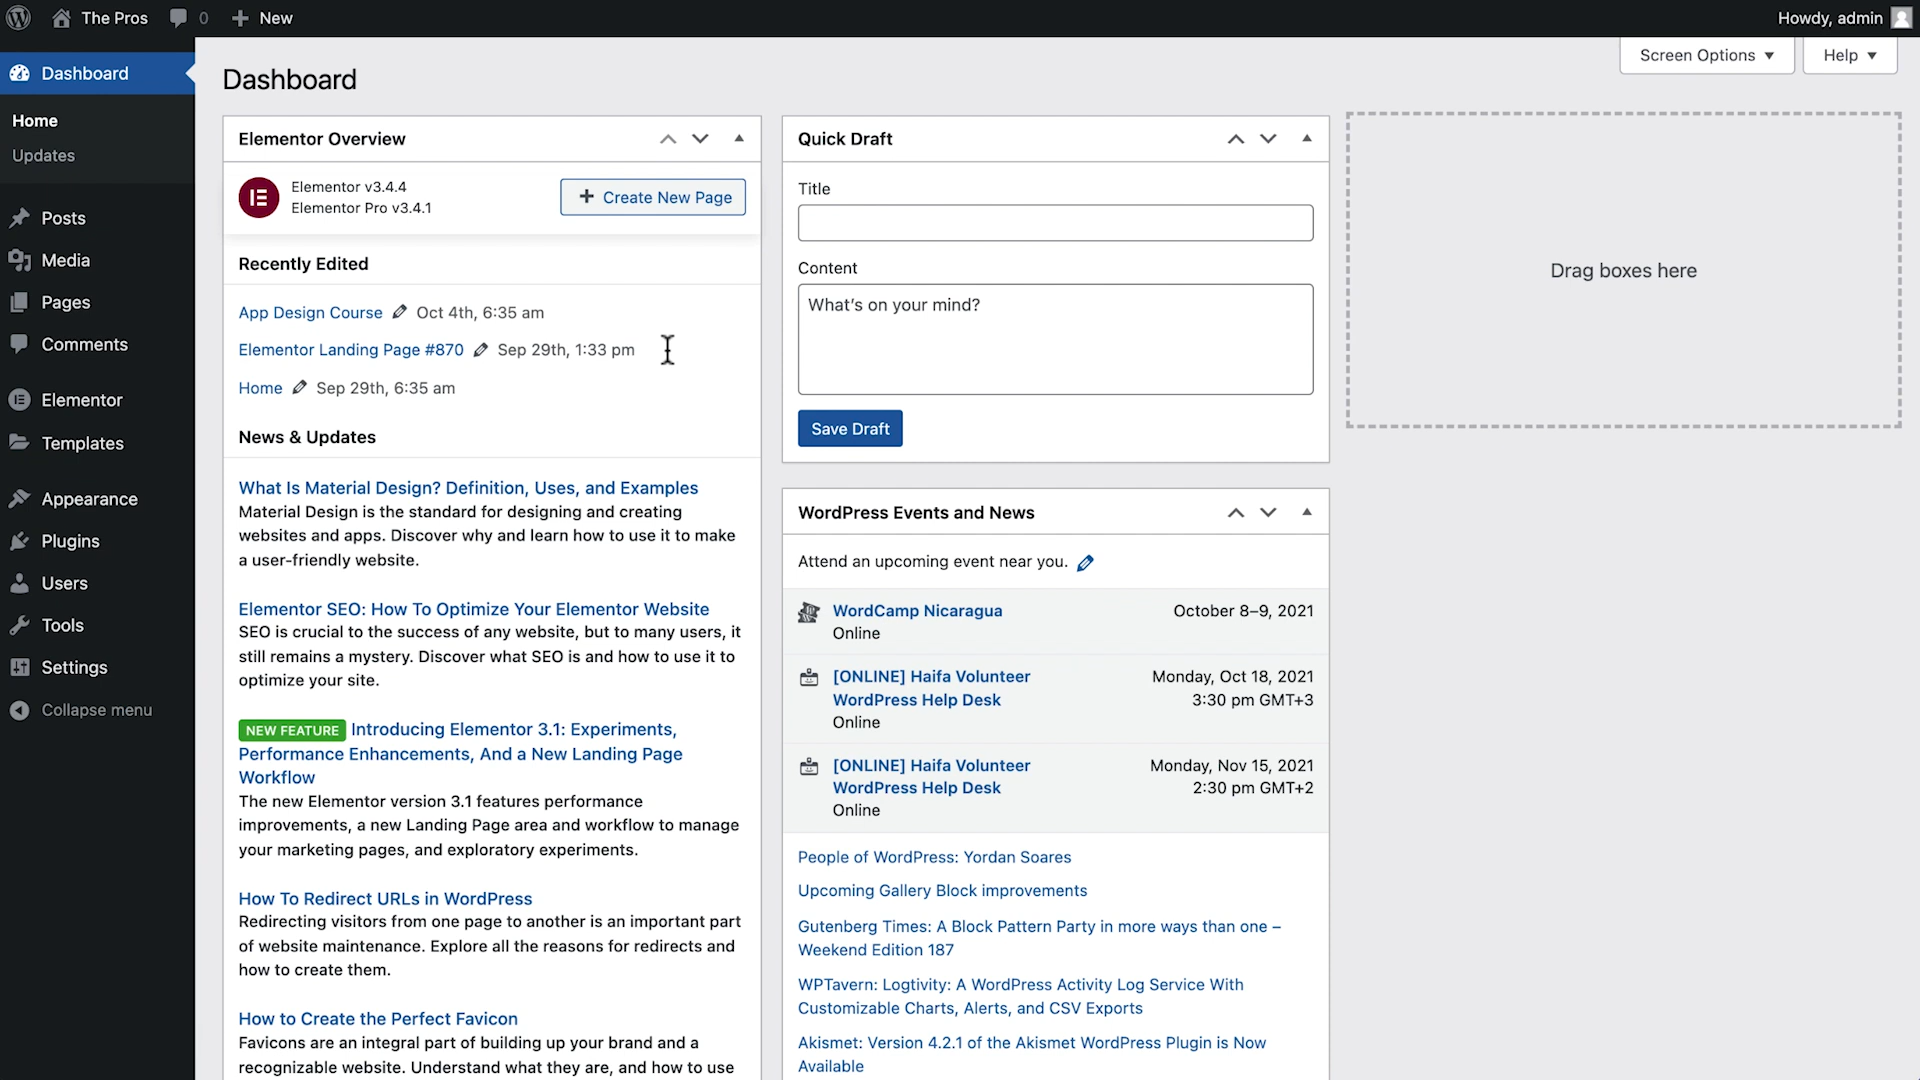 The Pros
0
New
Howdy, admin
Dashboard
Home
Updates
Posts
Media
Pages
Comments
Elementor
Templates
Appearance
Plugins
Users
Tools
Settings
Collapse menu
Screen Options
Help
Dashboard
Elementor Overview
Elementor v3.4.4
Elementor Pro v3.4.1
Create New Page
Recently Edited
App Design Course Oct 4th, 6:35 am
Elementor Landing Page #870 Sep 29th, 1:33 pm
Home Sep 29th, 6:35 am
News & Updates
What Is Material Design? Definition, Uses, and Examples
Material Design is the standard for designing and creating
websites and apps. Discover why and learn how to use it to make
a user-friendly website.
Elementor SEO: How To Optimize Your Elementor Website
SEO is crucial to the success of any website, but to many users, it
still remains a mystery. Discover what SEO is and how to use it to
optimize your site.
NEW FEATURE Introducing Elementor 3.1: Experiments,
Performance Enhancements, And a New Landing Page
Workflow
The new Elementor version 3.1 features performance
improvements, a new Landing Page area and workflow to manage
your marketing pages, and exploratory experiments.
How To Redirect URLs in WordPress
Redirecting visitors from one page to another is an important part
of website maintenance. Explore all the reasons for redirects and
how to create them.
How to Create the Perfect Favicon
Favicons are an integral part of building up your brand and a
recognizable website. Understand what they are, and how to use
Quick Draft
Title
Content
What's on your mind?
Save Draft
WordPress Events and News
Attend an upcoming event near you.
WordCamp Nicaragua October 8–9, 2021
Online
[ONLINE] Haifa Volunteer Monday, Oct 18, 2021
WordPress Help Desk 3:30 pm GMT+3
Online
[ONLINE] Haifa Volunteer Monday, Nov 15, 2021
WordPress Help Desk 2:30 pm GMT+2
Online
People of WordPress: Yordan Soares
Upcoming Gallery Block improvements
Gutenberg Times: A Block Pattern Party in more ways than one –
Weekend Edition 187
WPTavern: Logtivity: A WordPress Activity Log Service With
Customizable Charts, Alerts, and CSV Exports
Akismet: Version 4.2.1 of the Akismet WordPress Plugin is Now
Available
Drag boxes here